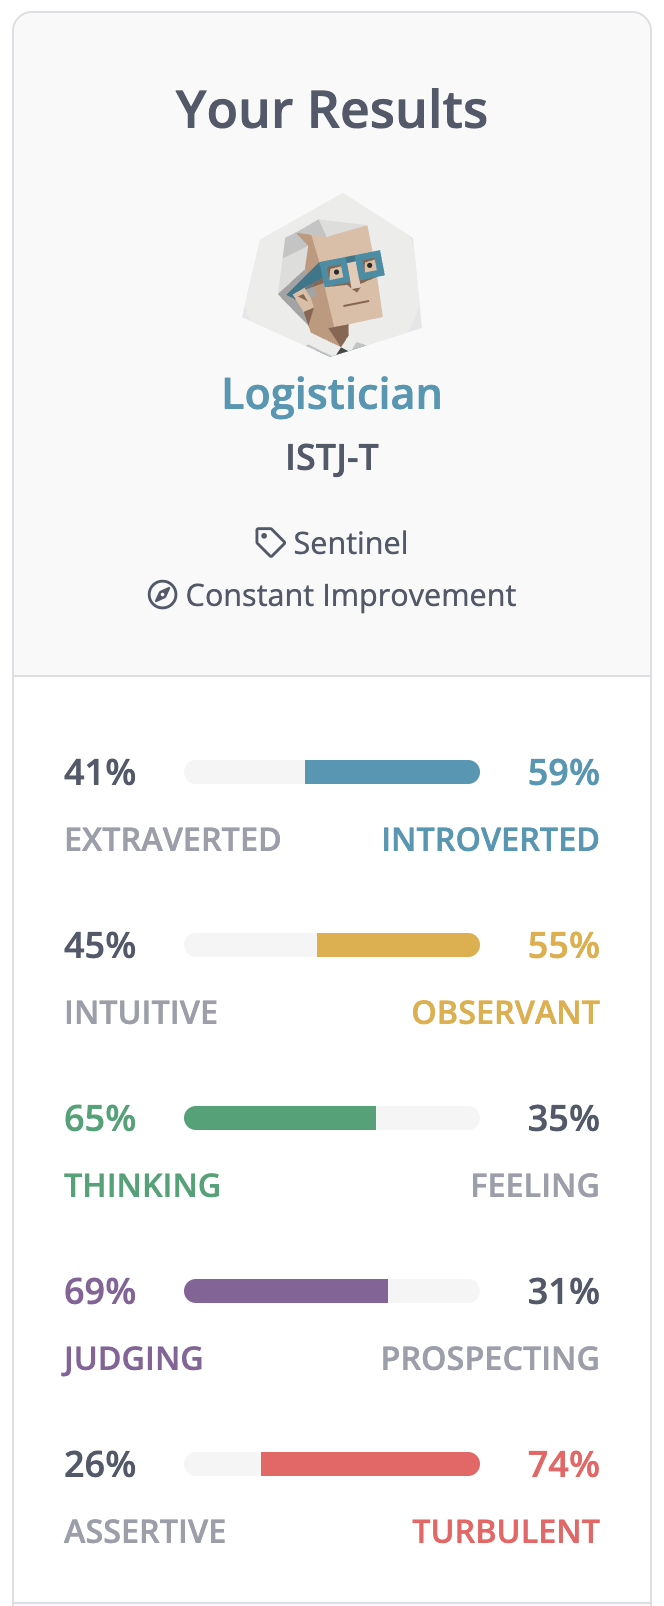 Your Results
Logistician
ISTJ-T
Sentinel
Constant Improvement
41% 59%
EXTRAVERTED INTROVERTED
45% 55%
INTUITIVE OBSERVANT
65% 35%
THINKING FEELING
69% 31%
JUDGING PROSPECTING
26% 74%
ASSERTIVE TURBULENT